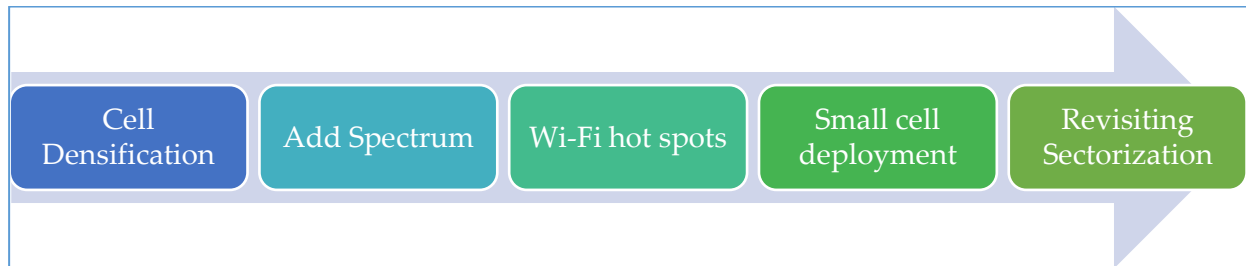 Cell
Densification
Add Spectrum
Wi-Fi hot spots
Small cell
deployment
Revisiting
Sectorization